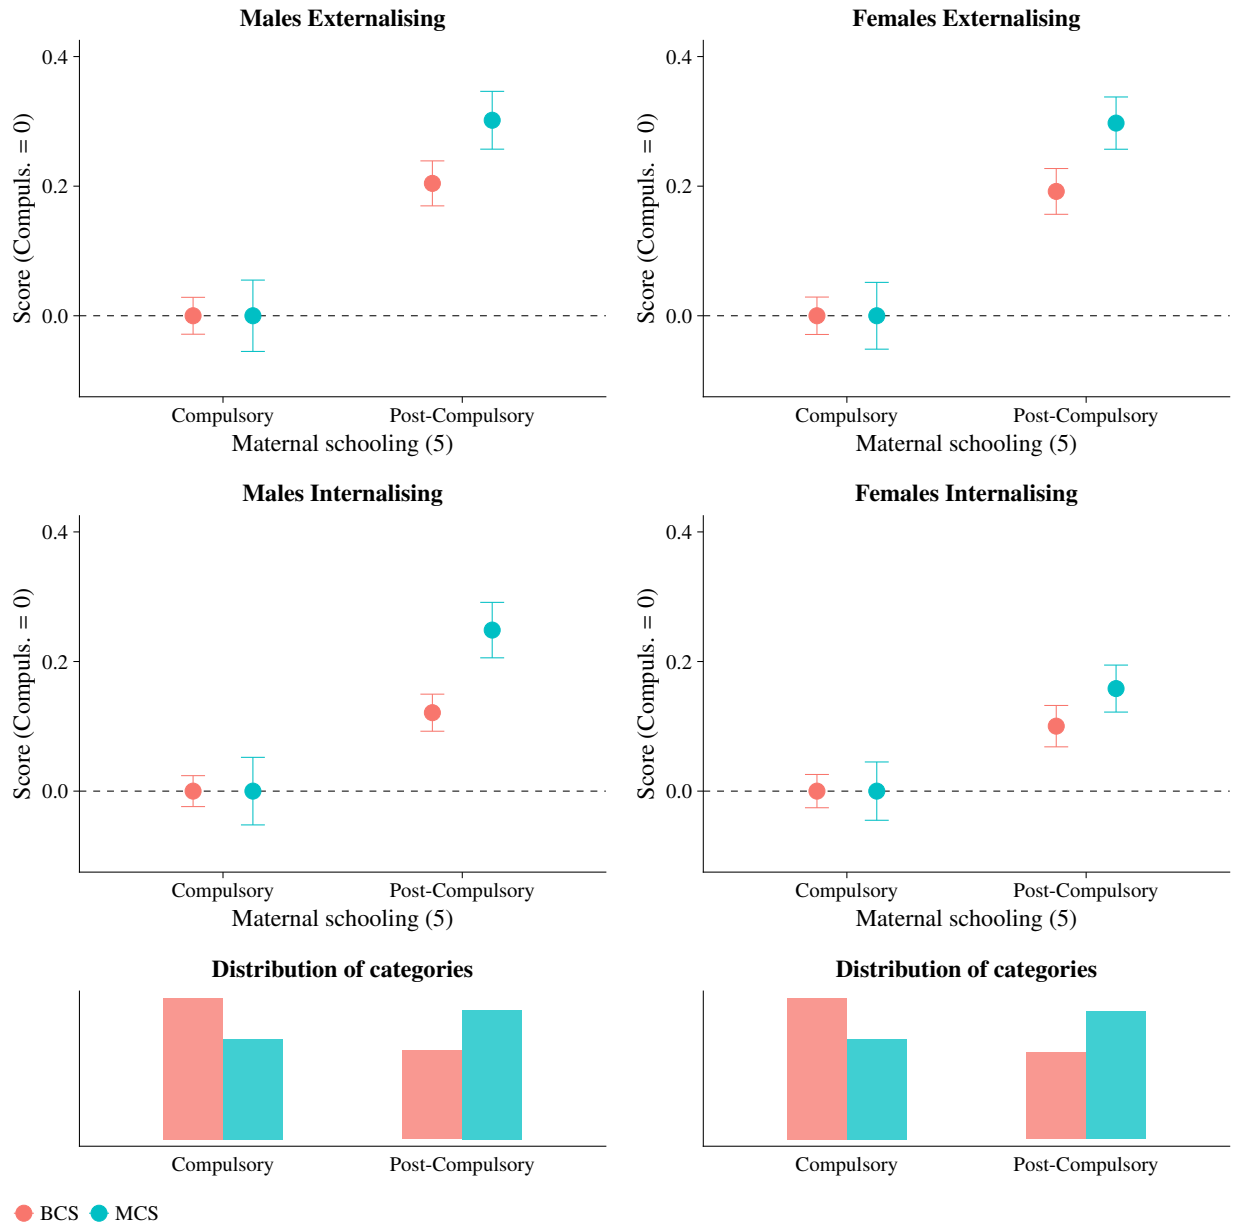 Males Externalising
Females Externalising
Score (Compuls. = 0)
0.4
0.2
0.0
Compulsory
Post-Compulsory
Maternal schooling (5)
Score (Compuls. = 0)
0.4
0.2
0.0
Compulsory
Post-Compulsory
Maternal schooling (5)
Males Internalising
Females Internalising
Score (Compuls. = 0)
0.4
0.2
0.0
Compulsory
Post-Compulsory
Maternal schooling (5)
Score (Compuls. = 0)
0.4
0.2
0.0
Compulsory
Post-Compulsory
Maternal schooling (5)
Distribution of categories
Distribution of categories
Compulsory
Post-Compulsory
Compulsory
Post-Compulsory
BCS
MCS